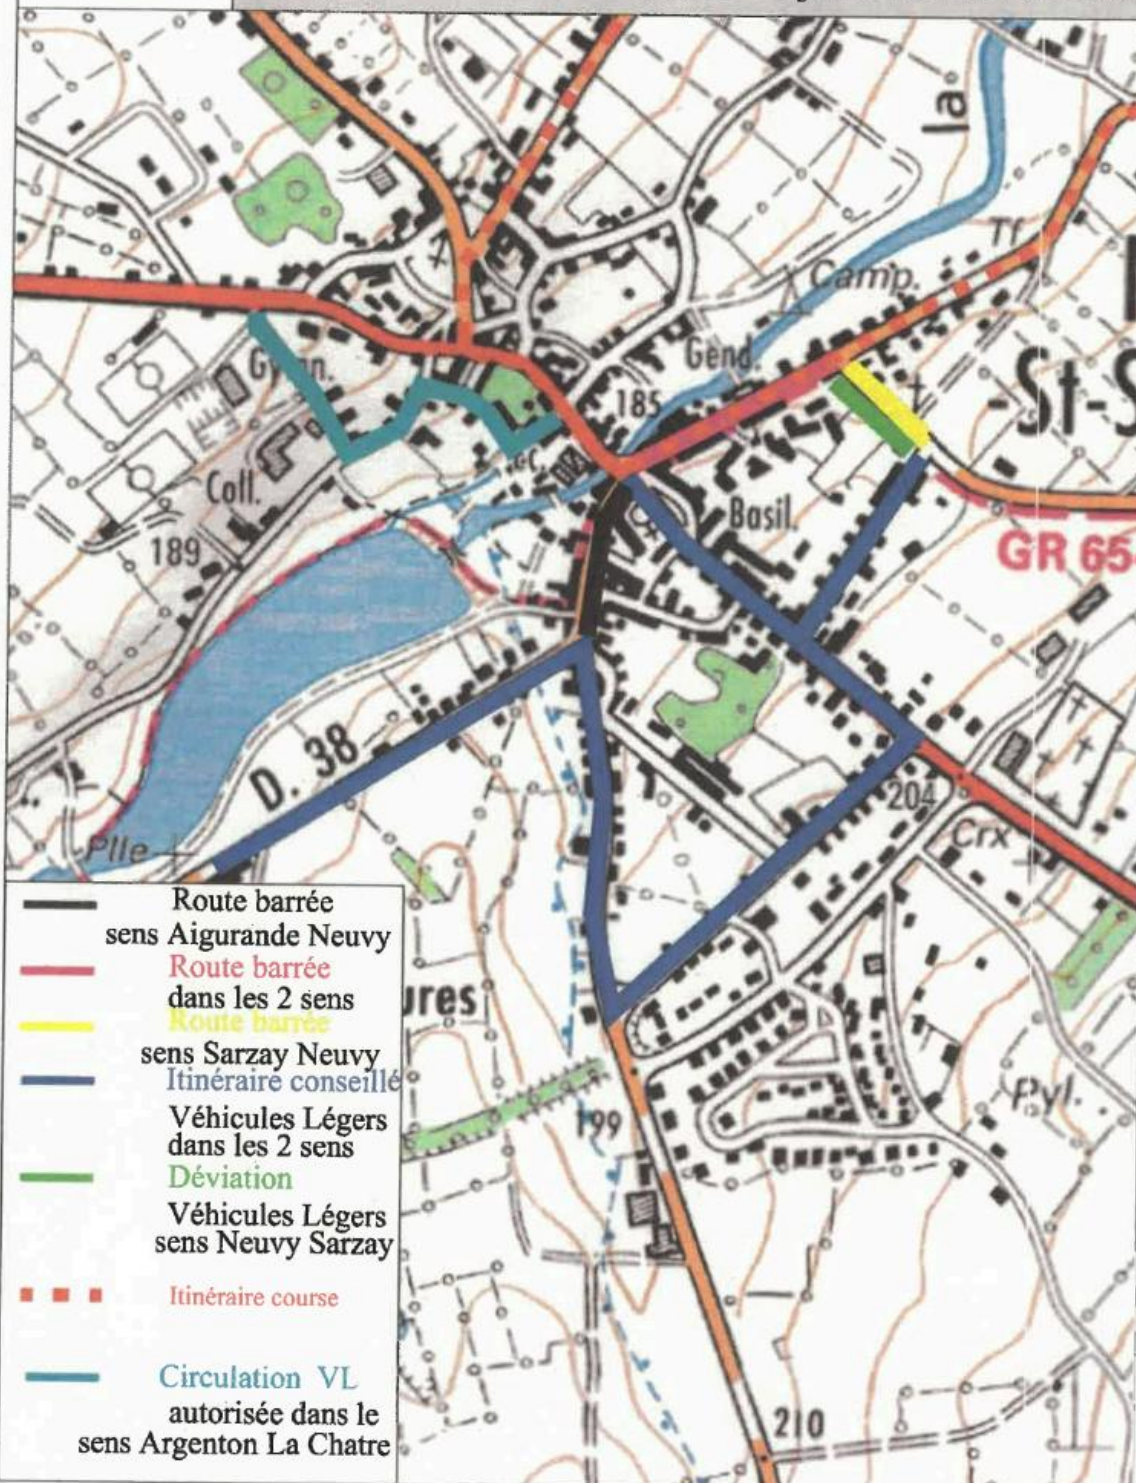 la
Tf
Camp.
Gend.
St-S
185
Coll.
Basil.
189
GR 65
D. 38
204
Crx
Plle
Route barrée
sens Aigurande Neuvy
Route barrée
dans les 2 sens
Route barrée
sens Sarzay Neuvy
Itinéraire conseillé
Véhicules Légers
dans les 2 sens
Déviation
Véhicules Légers
sens Neuvy Sarzay
Itinéraire course
Circulation VL
autorisée dans le
sens Argenton La Chatre
ures
Pyl.
199
210